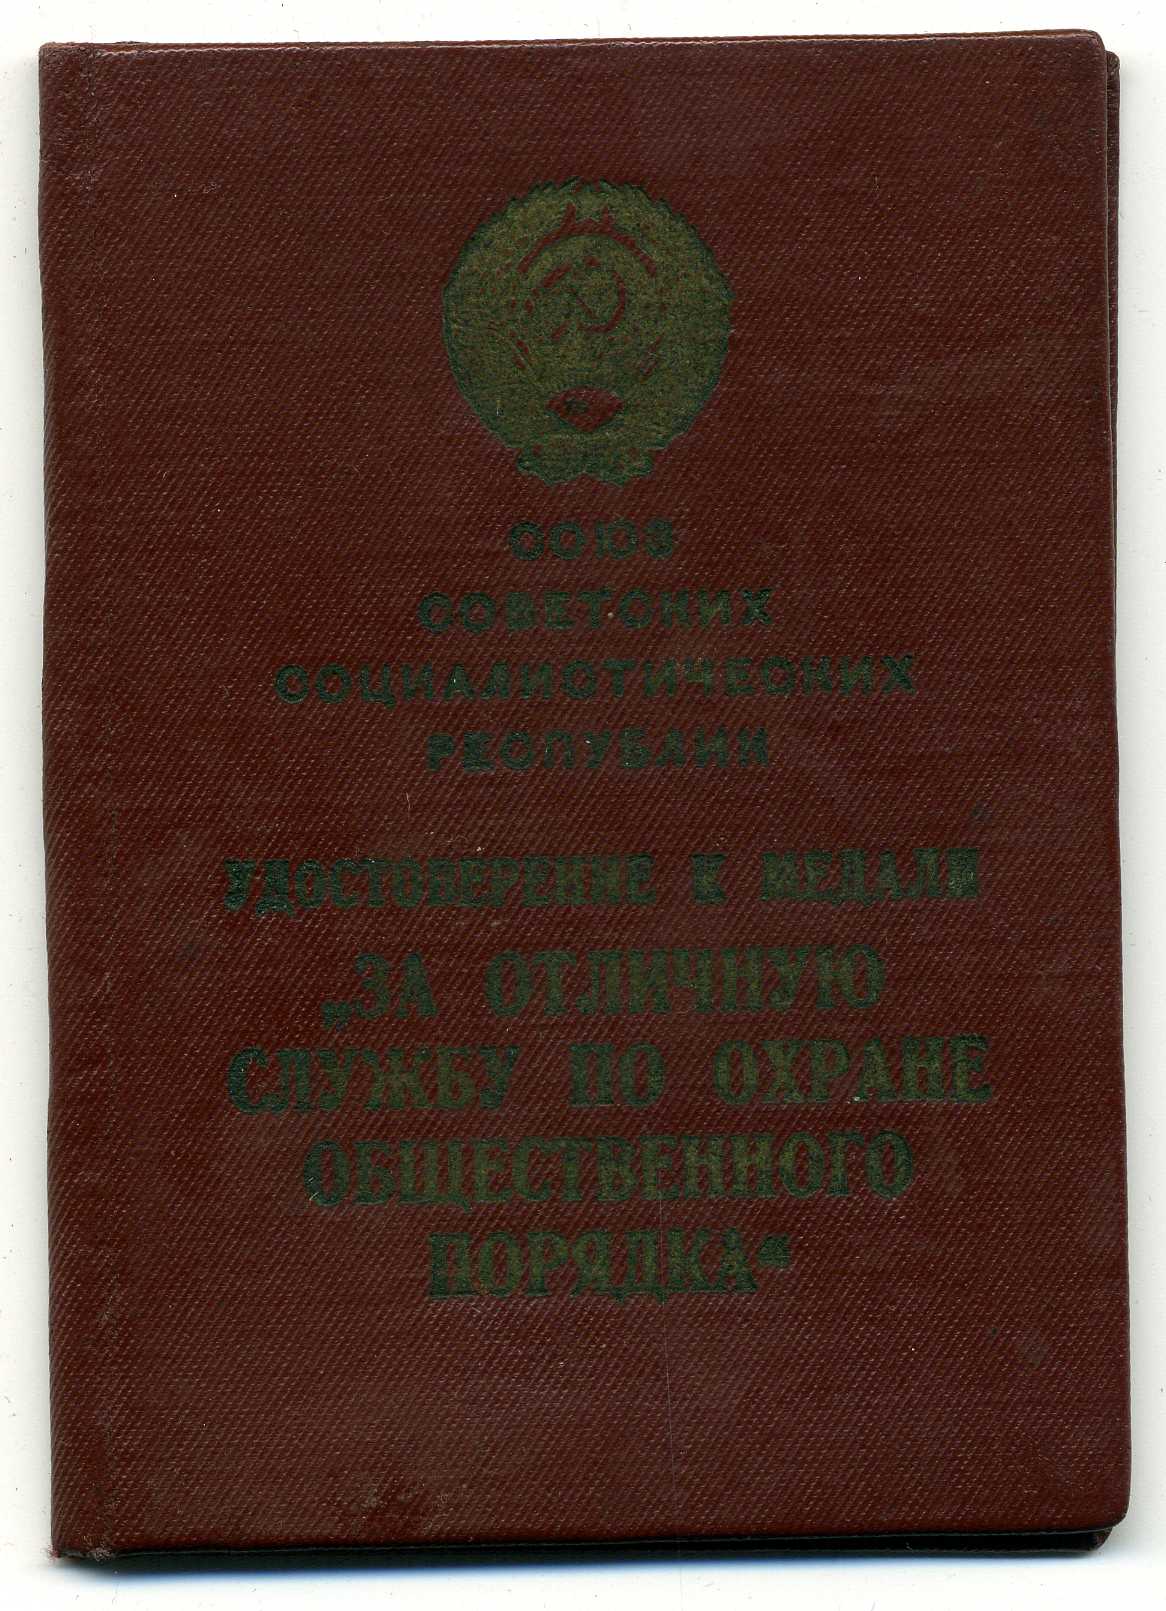 СОЮЗ
СОВЕТСКИХ
СОЦИАЛИСТИЧЕСКИХ
РЕСПУБЛИК
УДОСТОВЕРЕНИЕ К МЕДАЛИ
„ЗА ОТЛИЧНУЮ
СЛУЖБУ ПО ОХРАНЕ
ОБЩЕСТВЕННОГО
ПОРЯДКА“